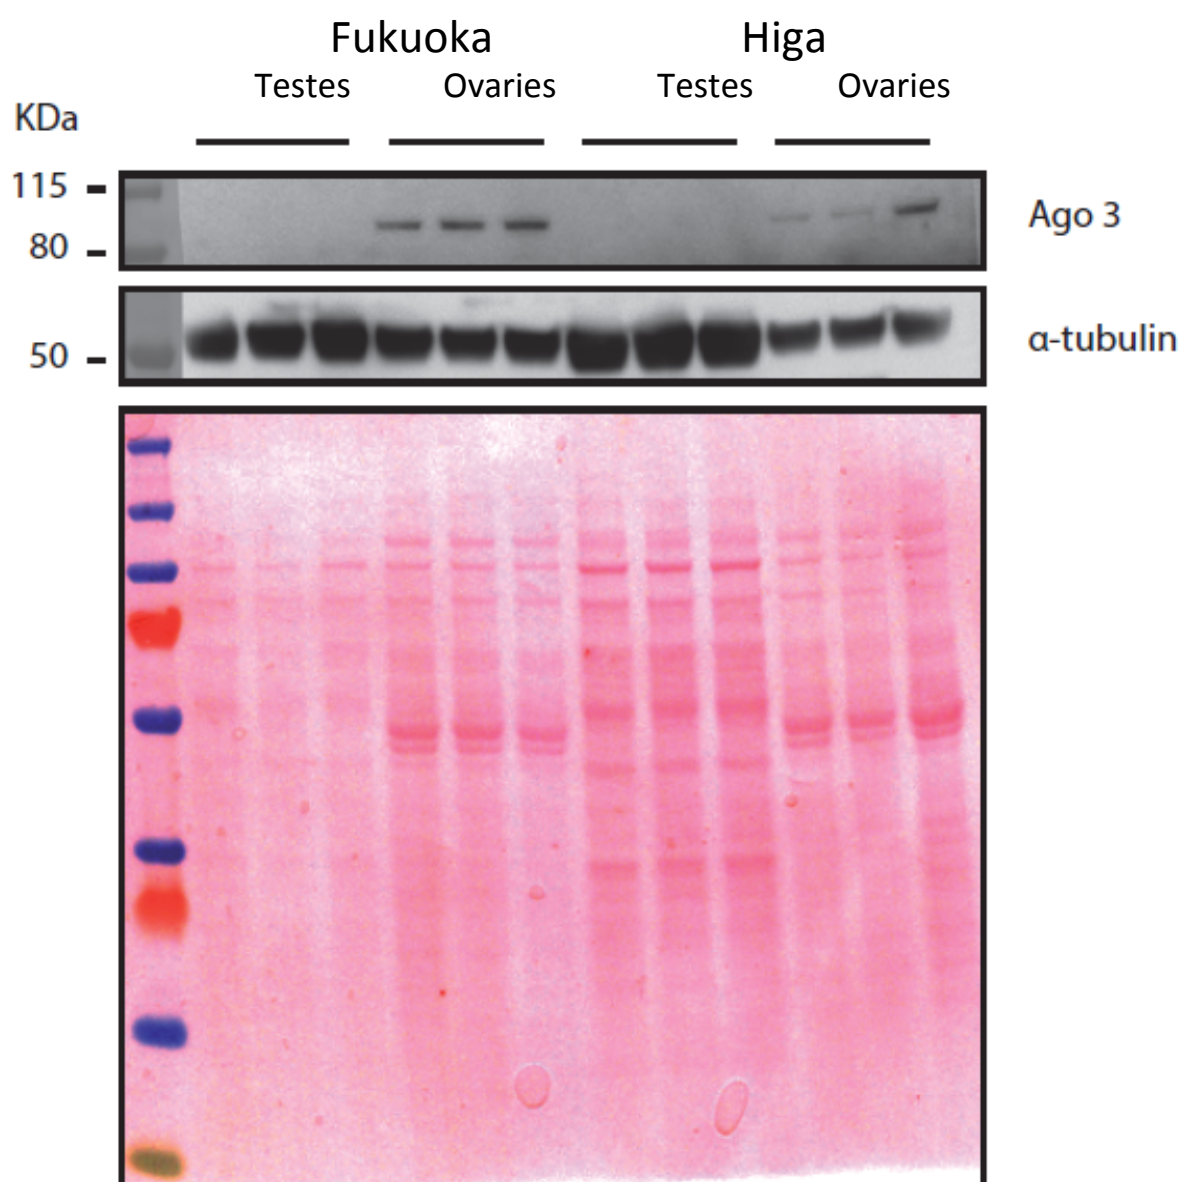 Fukuoka Higa
Testes Ovaries Testes Ovaries
KDa
115
80
Ago 3
50
α-tubulin